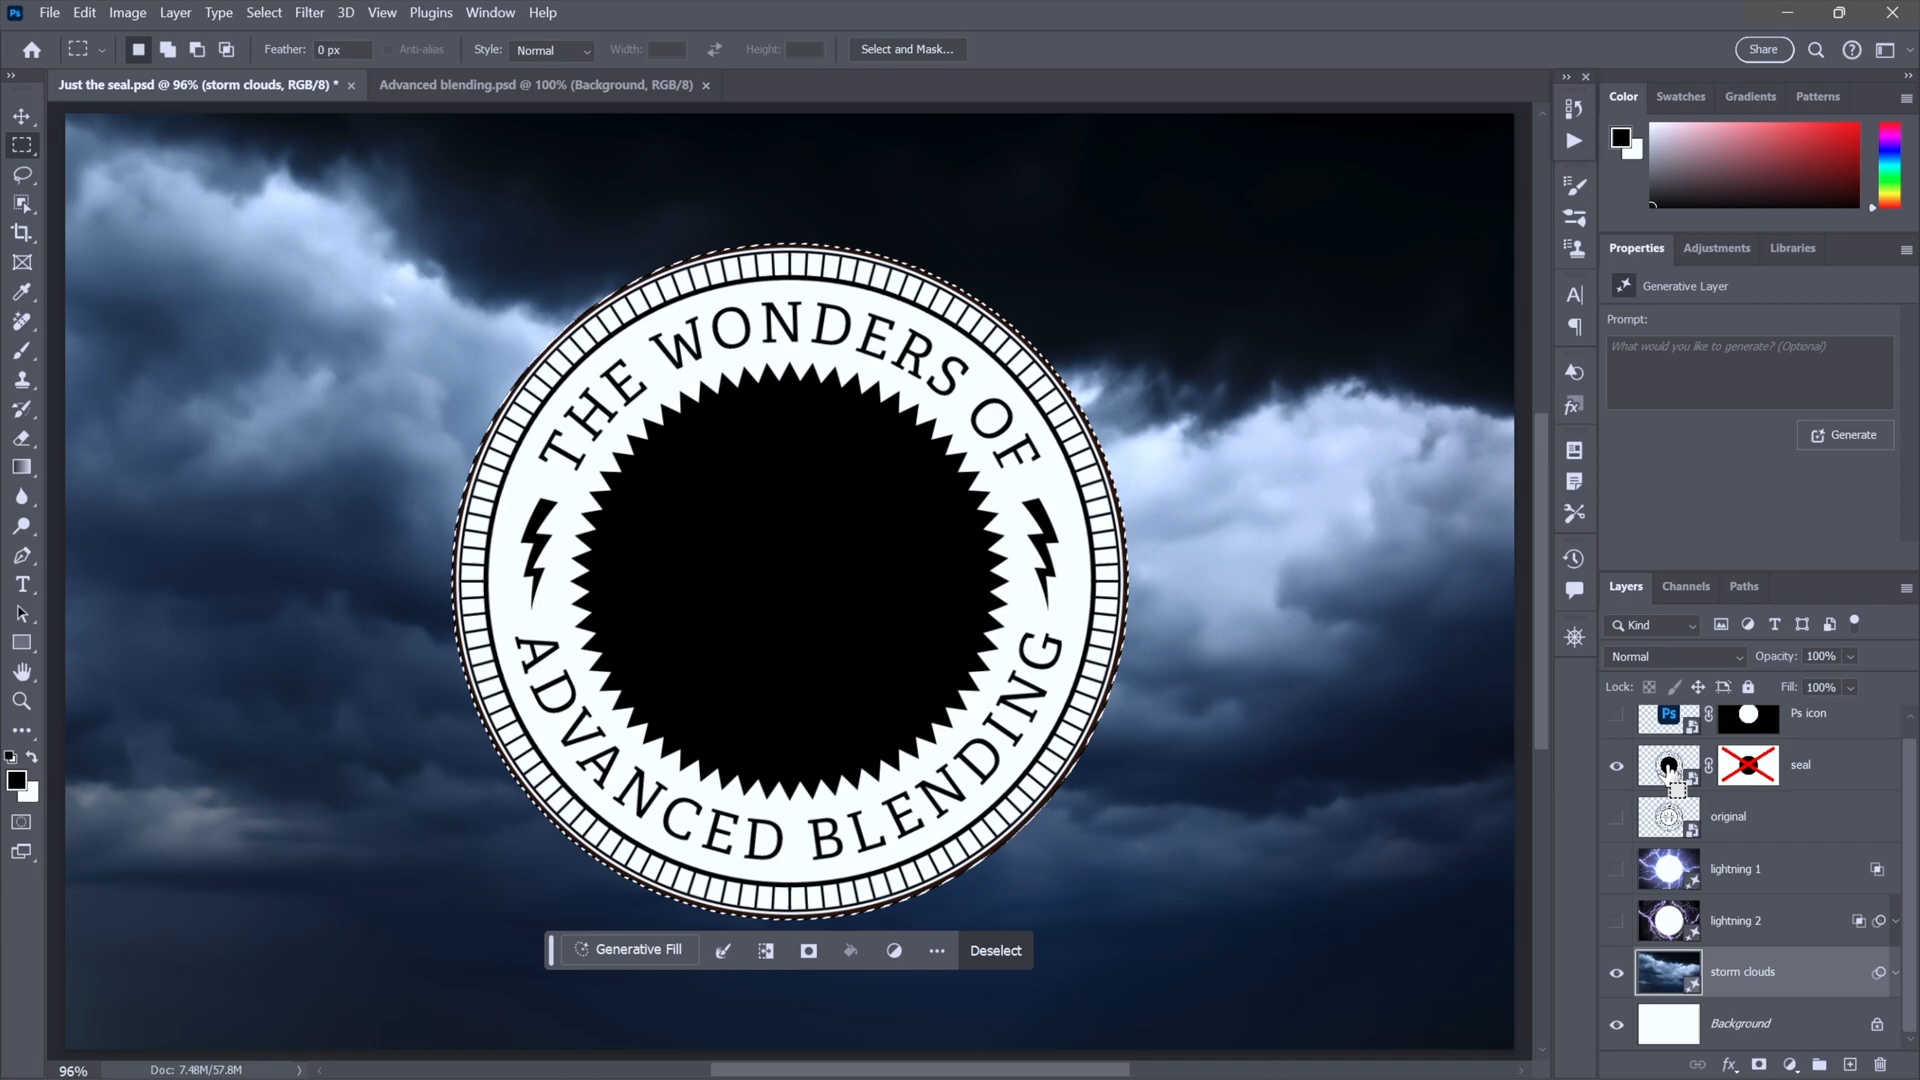 Ps File Edit Image Layer Type Select Filter 3D View Plugins Window Help
Feather: 0 px Anti-alias Style: Normal Width: Height: Select and Mask... Share
Just the seal.psd @ 96% (storm clouds, RGB/8) * Advanced blending.psd @ 100% (Background, RGB/8)
Color Swatches Gradients Patterns
Properties Adjustments Libraries
Generative Layer
Prompt:
What would you like to generate? (Optional)
Generate
THE WONDERS OF
ADVANCED BLENDING
Generative Fill Deselect
Layers Channels Paths
Kind
Normal Opacity: 100%
Lock: Fill: 100%
Ps Ps icon
seal
original
lightning 1
lightning 2
storm clouds
Background
96% Doc: 7.48M/57.8M